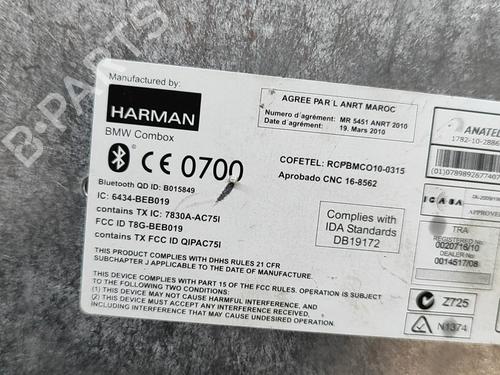 B-PARTS
Manufactured by:
HARMAN
BMW Combox
CE 0700
Bluetooth QD ID: B015849
IC: 6434-BEB019
contains TX IC: 7830A-AC75I
FCC ID T8G-BEB019
contains TX FCC ID QIPAC75I
THIS PRODUCT COMPLIES WITH DHHS RULES 21 CFR
SUBCHAPTER J APPLICABLE TO THE DATE OF MANUFACTURE.
THIS DEVICE COMPLIES WITH PART 15 OF THE FCC RULES. OPERATION IS SUBJECT TO
THE FOLLOWING TWO CONDITIONS:
(1) THIS DEVICE MAY NOT CAUSE HARMFUL INTERFERENCE, AND
(2) THIS DEVICE MUST ACCEPT ANY INTERFERENCE RECEIVED,
INCLUDING INTERFERENCE THAT MAY CAUSE UNDESIRED OPERATION.
AGREE PAR L'ANRT MAROC
Numéro d'agrément: MR 5451 ANRT 2010
Date d'agrément: 19. Mars 2010
COFETEL: RCPBMCO10-0315
Aprobado CNC 16-8562
Complies with
IDA Standards
DB19172
ANATEL
1782-10-2886
(01)0789892677407
ICASA
TRA
REGISTERED No
0020716/10
DEALER No
0014517/08
Z725
N1374